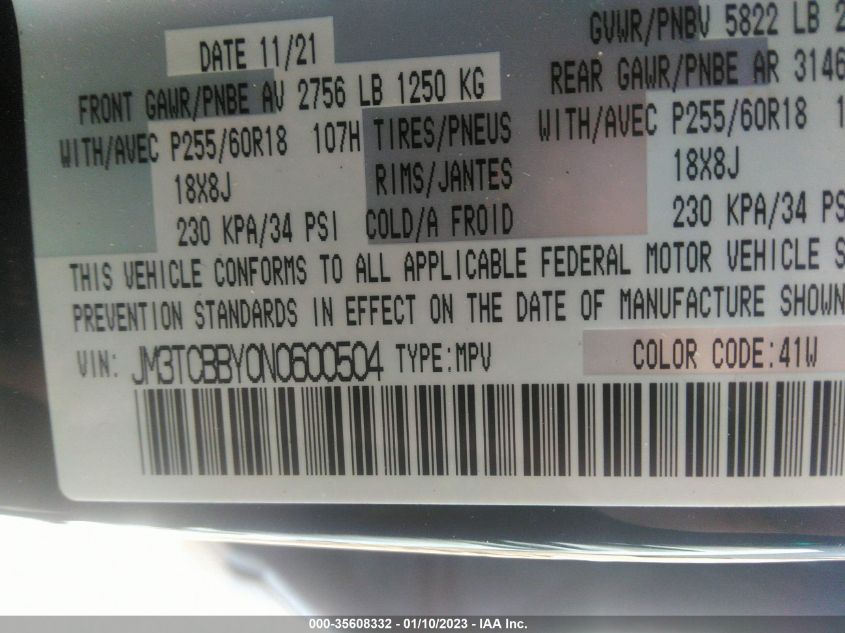 DATE 11/21
GVWR/PNBV 5822 LB 2
FRONT GAWR/PNBE AV 2756 LB 1250 KG
REAR GAWR/PNBE AR 3146
WITH/AVEC P255/60R18 107H TIRES/PNEUS WITH/AVEC P255/60R18 1
18X8J RIMS/JANTES 18X8J
230 KPA/34 PSI COLD/A FROID 230 KPA/34 PS
THIS VEHICLE CONFORMS TO ALL APPLICABLE FEDERAL MOTOR VEHICLE S
PREVENTION STANDARDS IN EFFECT ON THE DATE OF MANUFACTURE SHOWN
VIN: JM3TCBBY0N0600504 TYPE:MPV COLOR CODE:41W
000-35608332 - 01/10/2023 - IAA Inc.